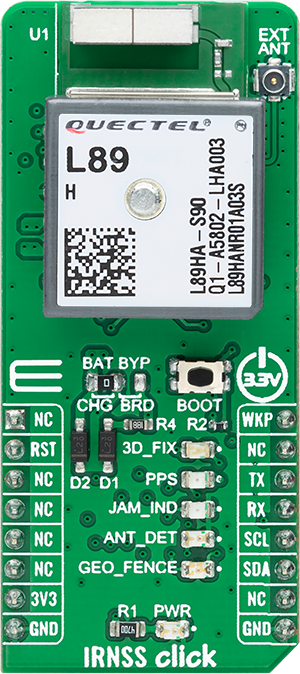 U1
EXT
ANT
QUECTEL
L89
H
L89HA-S90
Q1-A5802-LHA003
L89HANR01A03S
BAT BYP
0
CHG BRD
BOOT
3.3V
NC
R4
R2
WKP
RST
3D_FIX
NC
D2 D1
NC
PPS
TX
NC
JAM_IND
RX
NC
ANT_DET
SCL
NC
GEO_FENCE
SDA
3V3
NC
R1 PWR
GND
4700
GND
IRNSS click